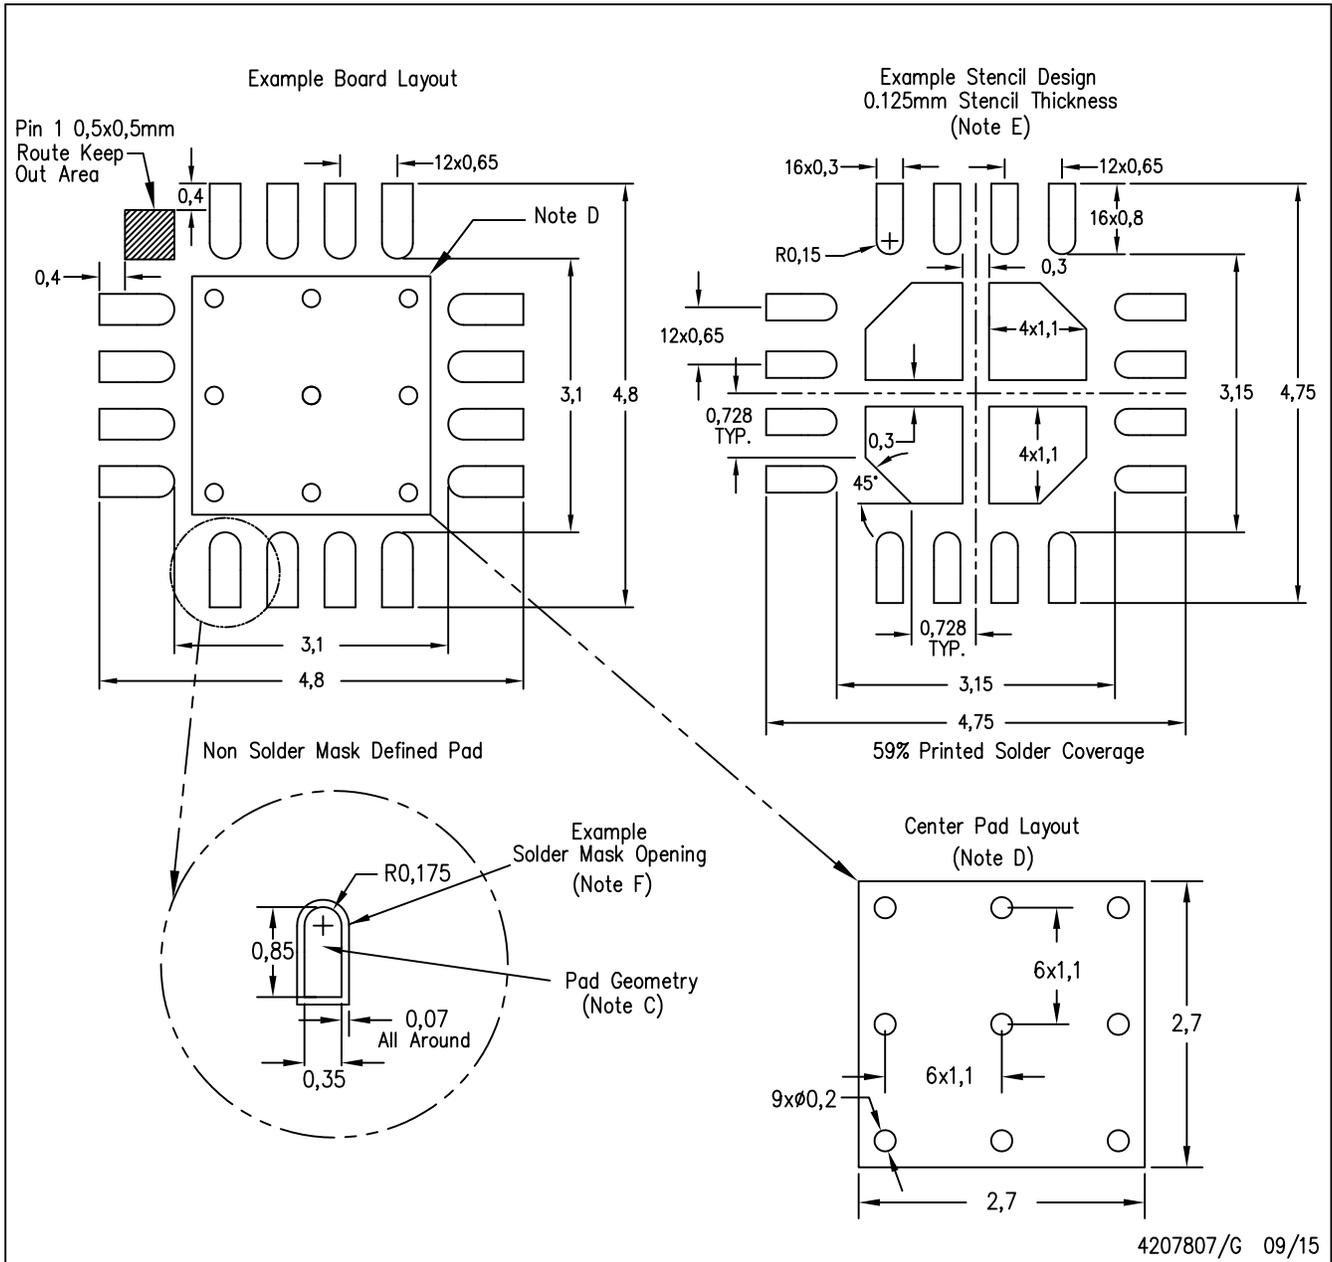 Example Board Layout
Pin 1 0,5x0,5mm
Route Keep
Out Area
12x0,65
0,4
Note D
0,4
3,1
4,8
3,1
4,8
Example Stencil Design
0.125mm Stencil Thickness
(Note E)
16x0,3
12x0,65
16x0,8
R0,15
0,3
4x1,1
12x0,65
3,15
4,75
0,728
TYP.
0,3
4x1,1
45°
0,728
TYP.
3,15
4,75
59% Printed Solder Coverage
Non Solder Mask Defined Pad
Example
Solder Mask Opening
(Note F)
R0,175
0,85
Pad Geometry
(Note C)
0,07
All Around
0,35
Center Pad Layout
(Note D)
6x1,1
2,7
6x1,1
9xø0,2
2,7
4207807/G 09/15